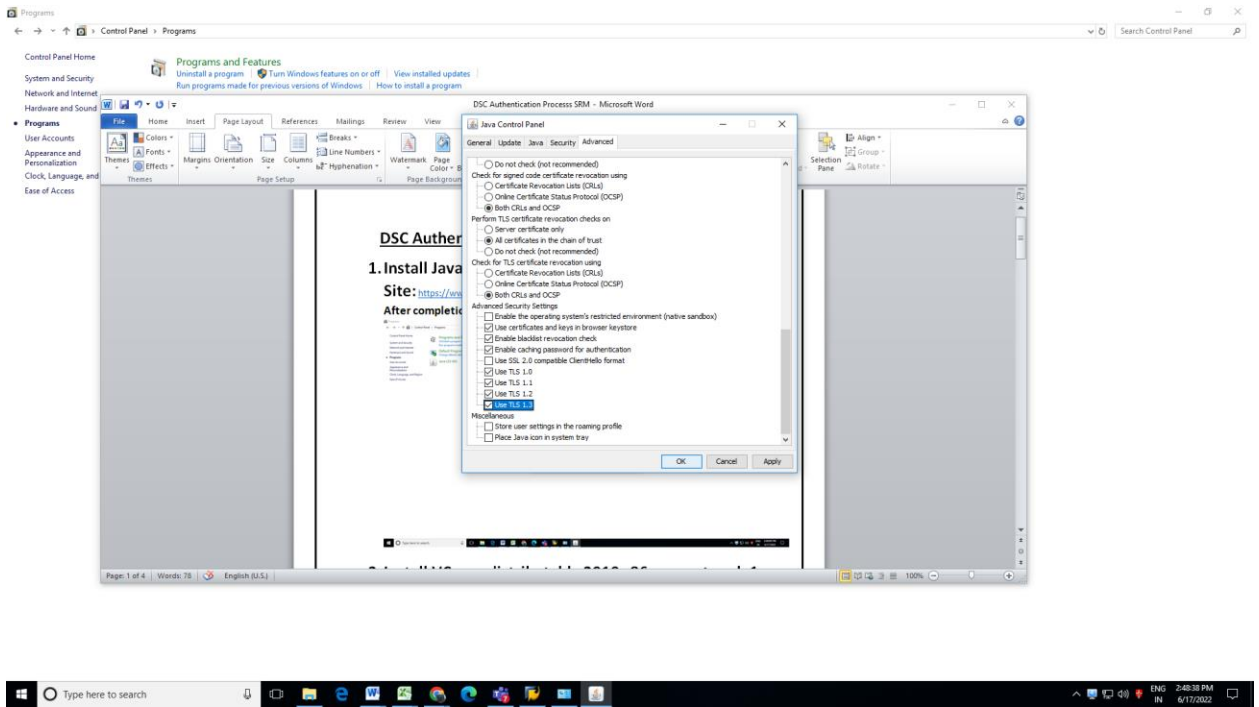 Programs
Control Panel > Programs
Search Control Panel
Control Panel Home
System and Security
Network and Internet
Hardware and Sound
Programs
User Accounts
Appearance and
Personalization
Clock, Language, and
Ease of Access
Programs and Features
Uninstall a program
Turn Windows features on or off
View installed updates
Run programs made for previous versions of Windows
How to install a program
DSC Authentication Processs SRM - Microsoft Word
File Home Insert Page Layout References Mailings Review View
Themes
Colors
Fonts
Effects
Themes
Margins Orientation Size Columns
Breaks
Line Numbers
Hyphenation
Page Setup
Watermark Page
Color
Page Background
Selection
Pane
Align
Group
Rotate
DSC Auther
1. Install Java
Site: https://ww
After completic
Java Control Panel
General Update Java Security Advanced
Do not check (not recommended)
Check for signed code certificate revocation using
Certificate Revocation Lists (CRLs)
Online Certificate Status Protocol (OCSP)
Both CRLs and OCSP
Perform TLS certificate revocation checks on
Server certificate only
All certificates in the chain of trust
Do not check (not recommended)
Check for TLS certificate revocation using
Certificate Revocation Lists (CRLs)
Online Certificate Status Protocol (OCSP)
Both CRLs and OCSP
Advanced Security Settings
Enable the operating system's restricted environment (native sandbox)
Use certificates and keys in browser keystore
Enable blacklist revocation check
Enable caching password for authentication
Use SSL 2.0 compatible ClientHello format
Use TLS 1.0
Use TLS 1.1
Use TLS 1.2
Use TLS 1.3
Miscellaneous
Store user settings in the roaming profile
Place Java icon in system tray
OK Cancel Apply
Page: 1 of 4 Words: 78 English (U.S.)
100%
Type here to search
ENG
IN
2:48:38 PM
6/17/2022